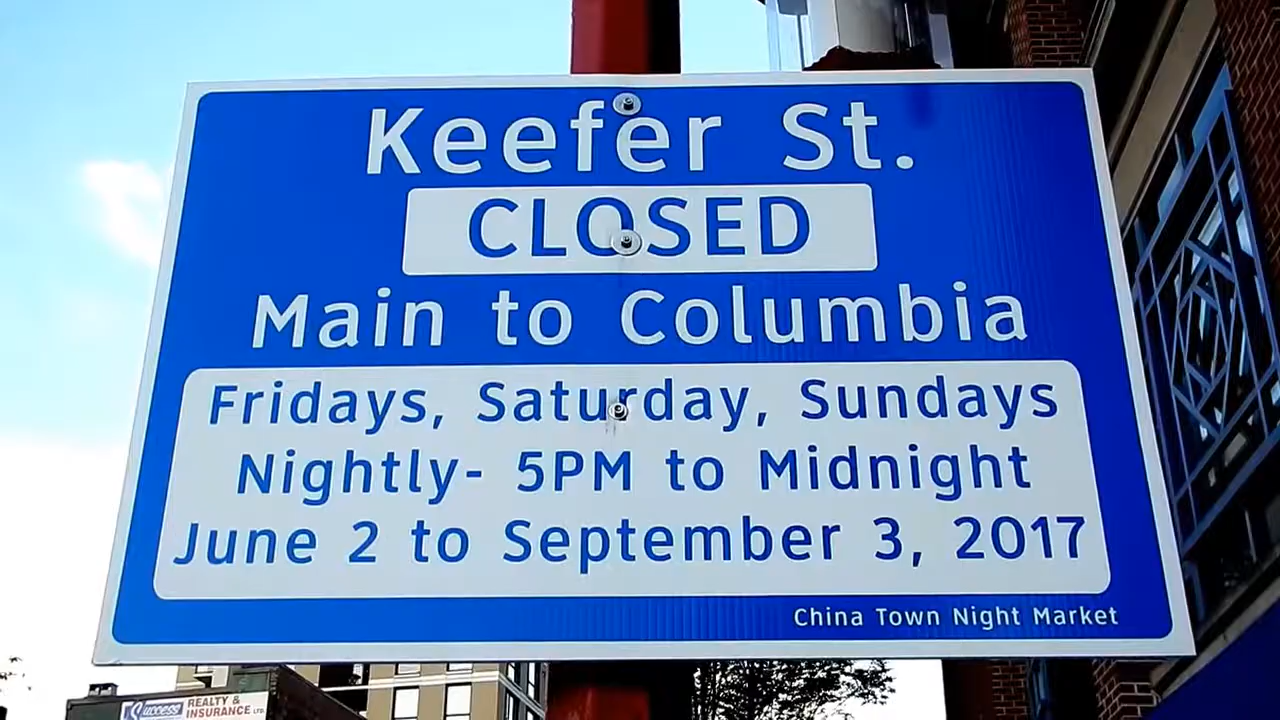 Keefer St.
CLOSED
Main to Columbia
Fridays, Saturday, Sundays
Nightly- 5PM to Midnight
June 2 to September 3, 2017
China Town Night Market
Success
REALTY &
INSURANCE LTD.